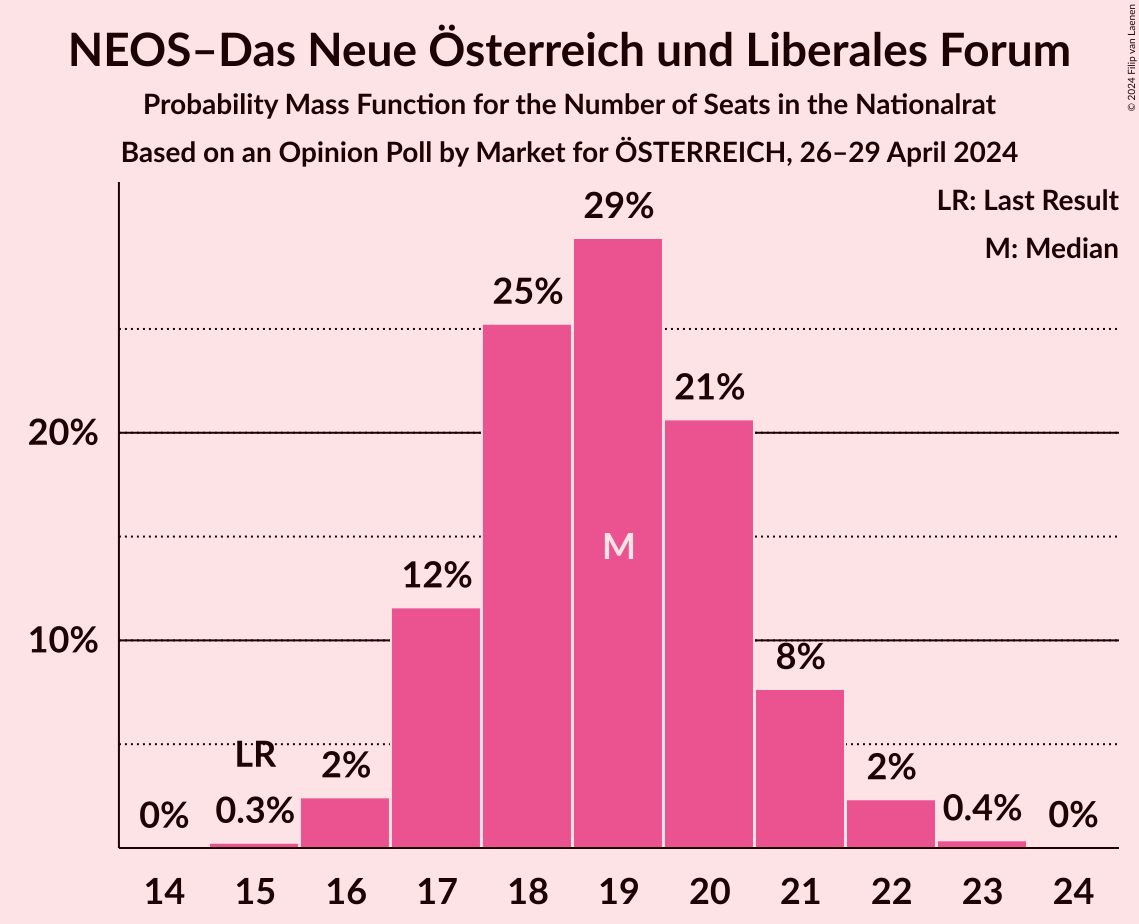 NEOS–Das Neue Österreich und Liberales Forum
Probability Mass Function for the Number of Seats in the Nationalrat
Based on an Opinion Poll by Market for ÖSTERREICH, 26–29 April 2024
© 2024 Filip van Laenen
LR: Last Result
M: Median
29%
25%
21%
20%
M
12%
10%
8%
LR
2%
2%
0%
0.3%
0.4%
0%
14 15 16 17 18 19 20 21 22 23 24